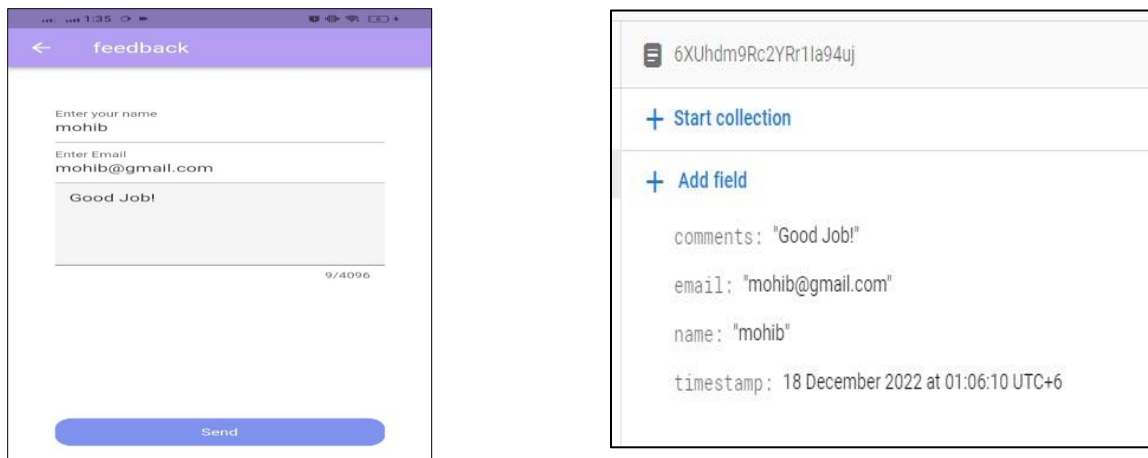 1:35
feedback
Enter your name
mohib
Enter Email
mohib@gmail.com
Good Job!
9/4096
Send
6XUhdm9Rc2YRr1Ia94uj
+ Start collection
+ Add field
comments: "Good Job!"
email: "mohib@gmail.com"
name: "mohib"
timestamp: 18 December 2022 at 01:06:10 UTC+6